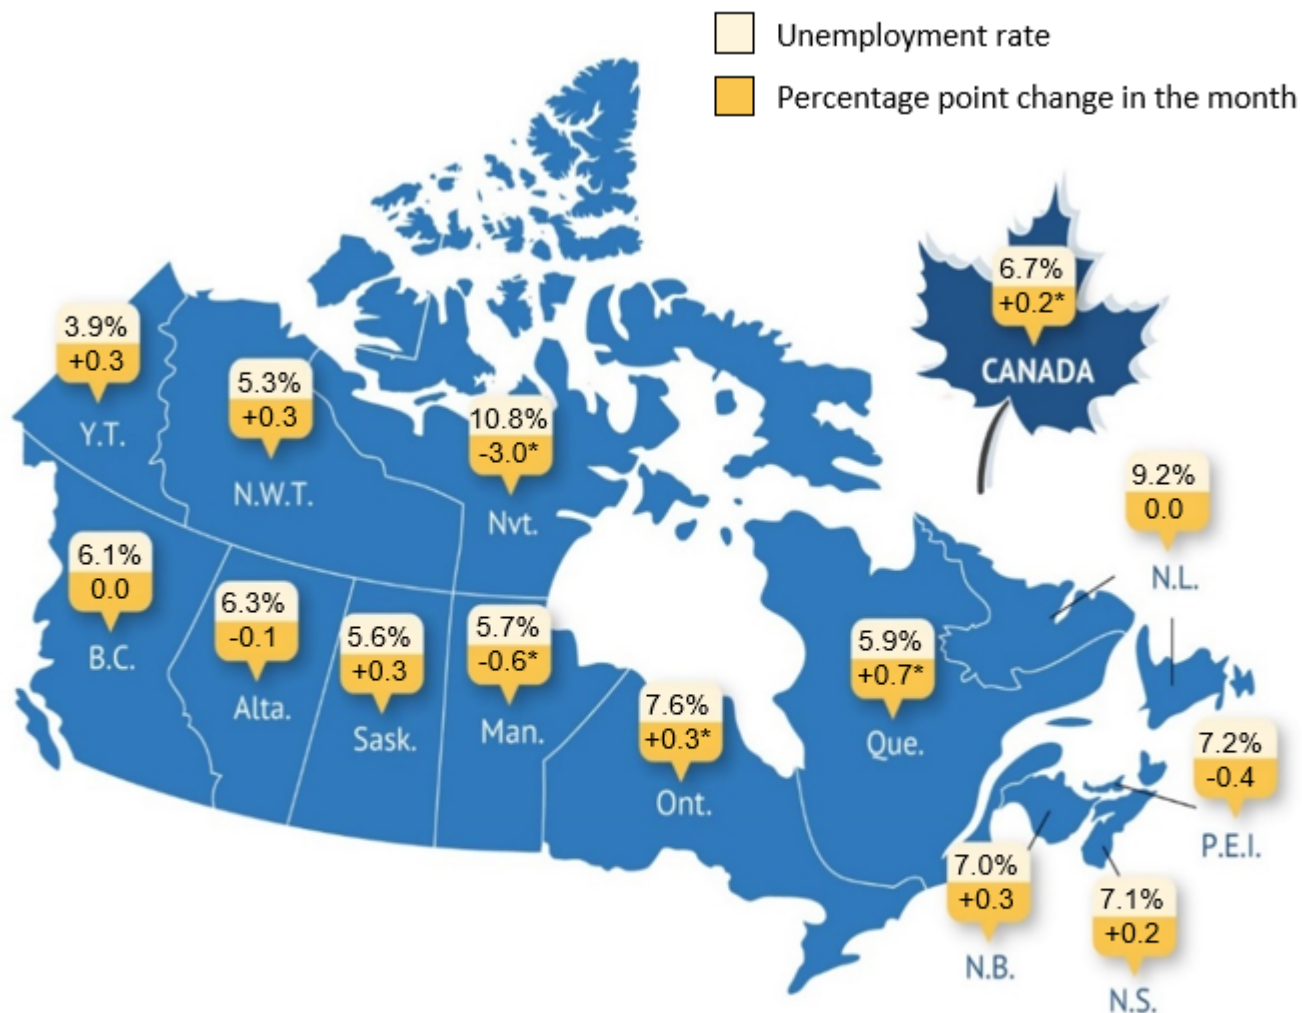 Unemployment rate
Percentage point change in the month
6.7%
+0.2*
CANADA
3.9%
+0.3
Y.T.
5.3%
+0.3
N.W.T.
10.8%
-3.0*
Nvt.
9.2%
0.0
N.L.
6.1%
0.0
B.C.
6.3%
-0.1
Alta.
5.6%
+0.3
Sask.
5.7%
-0.6*
Man.
7.6%
+0.3*
Ont.
5.9%
+0.7*
Que.
7.2%
-0.4
P.E.I.
7.0%
+0.3
N.B.
7.1%
+0.2
N.S.